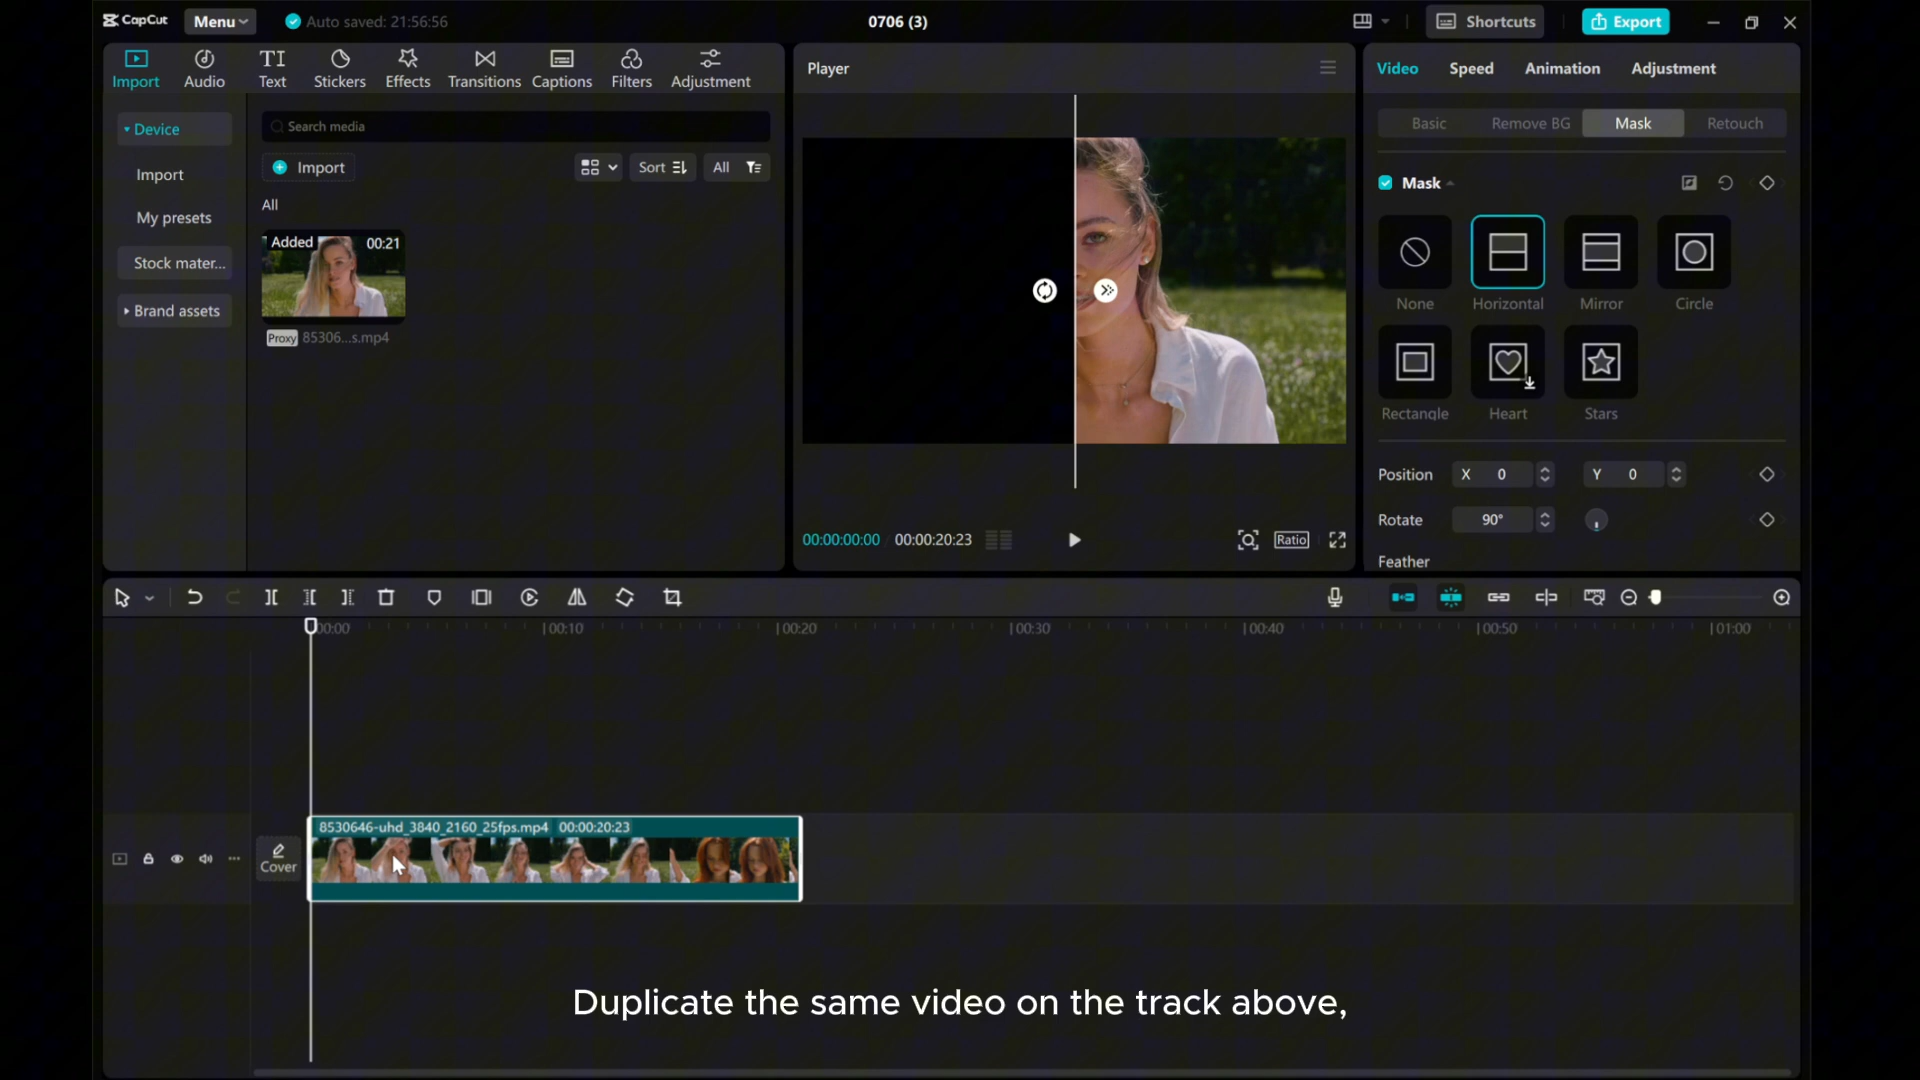 CapCut
Menu
Auto saved: 21:56:56
0706 (3)
Shortcuts
Export
Import
Audio
Text
Stickers
Effects
Transitions
Captions
Filters
Adjustment
Device
Import
My presets
Stock mater...
Brand assets
Search media
Import
Sort
All
All
Added
00:21
Proxy
85306...s.mp4
Player
00:00:00:00
00:00:20:23
Ratio
Video
Speed
Animation
Adjustment
Basic
Remove BG
Mask
Retouch
Mask
None
Horizontal
Mirror
Circle
Rectangle
Heart
Stars
Position
X 0
Y 0
Rotate
90°
Feather
00:00
00:10
00:20
00:30
00:40
00:50
01:00
8530646-uhd_3840_2160_25fps.mp4 00:00:20:23
Cover
Duplicate the same video on the track above,